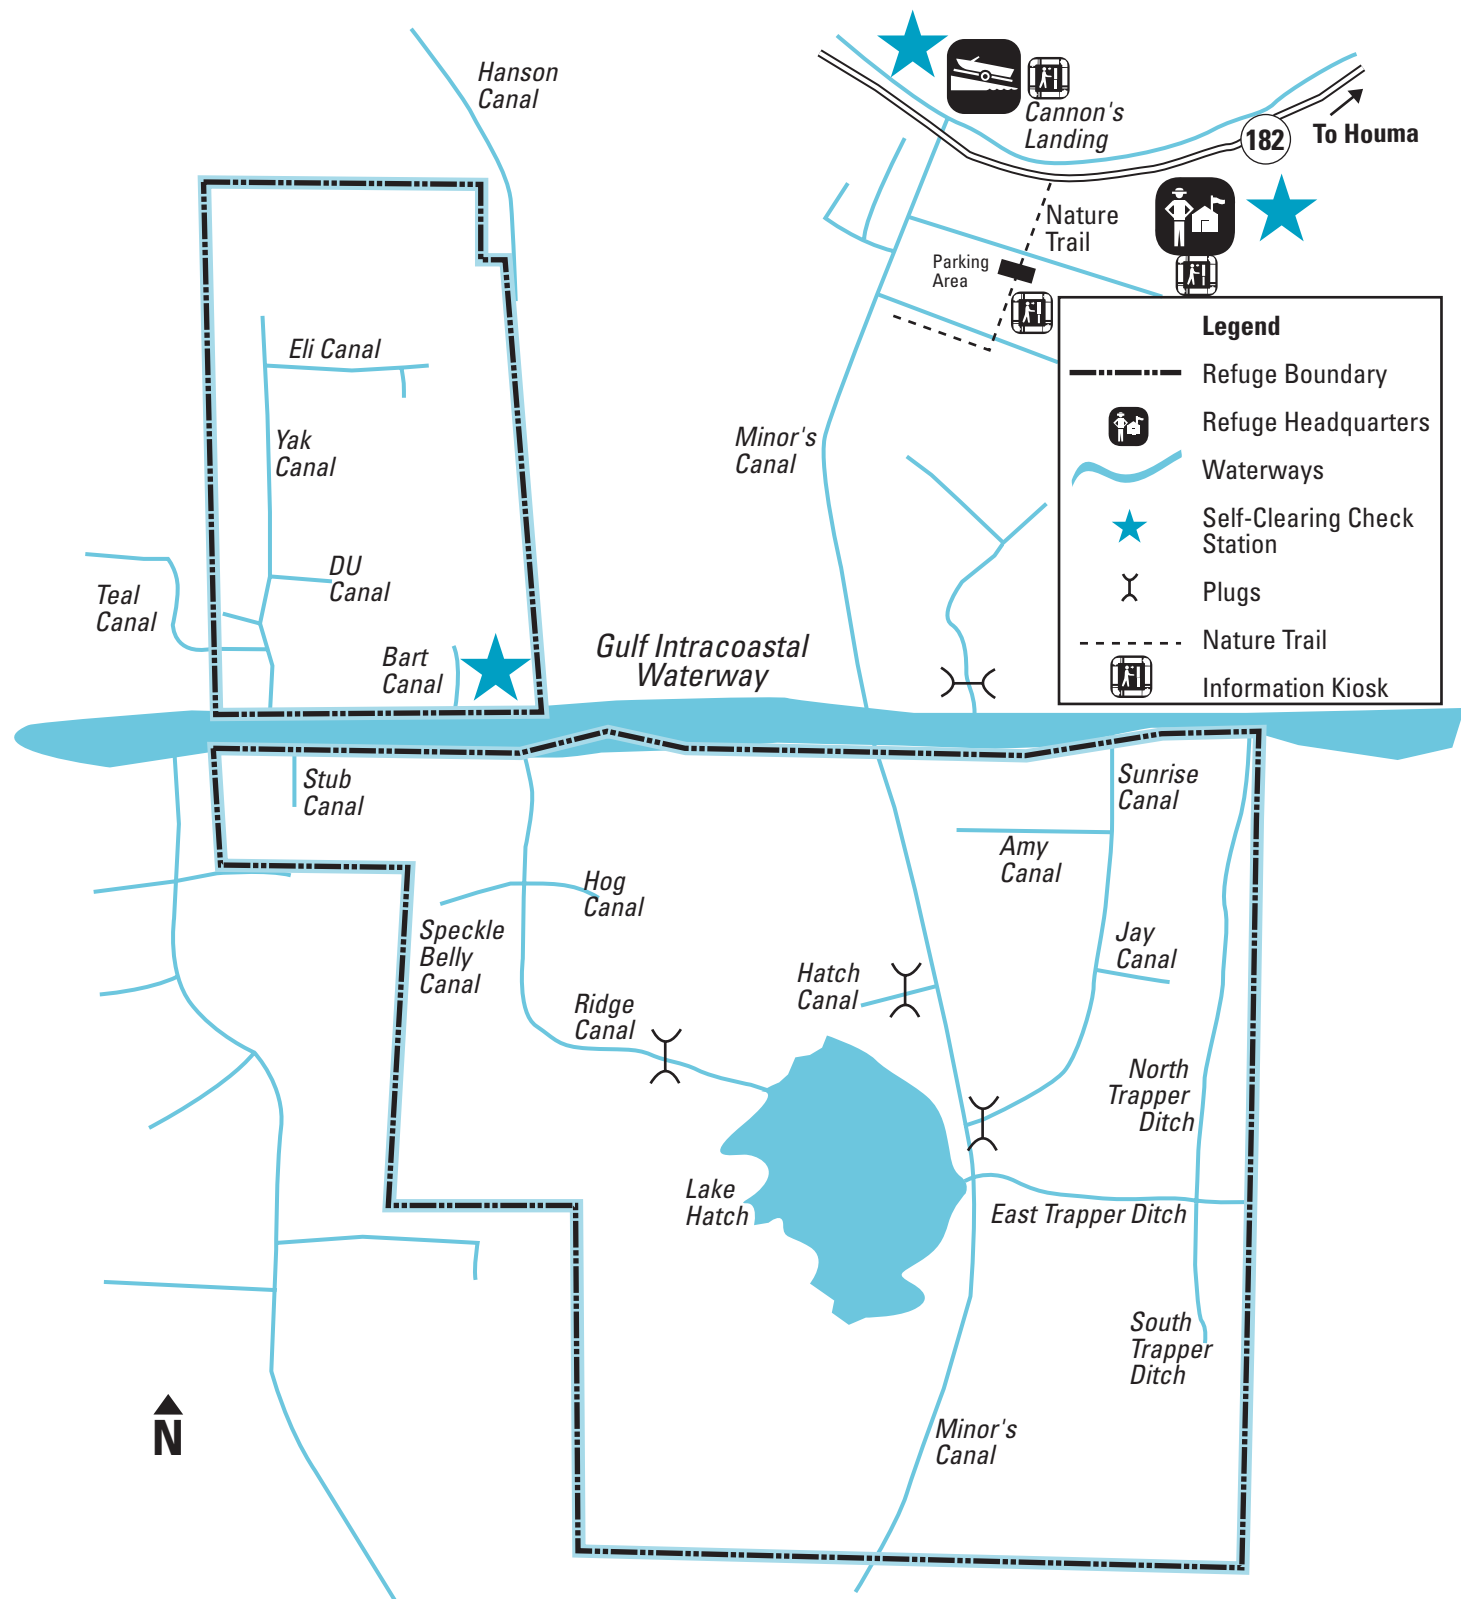 Hanson
Canal
Cannon's
Landing
182
To Houma
Nature
Trail
Parking
Area
Legend
Refuge Boundary
Refuge Headquarters
Waterways
Self-Clearing Check
Station
Plugs
Nature Trail
Information Kiosk
Eli Canal
Yak
Canal
Minor's
Canal
DU
Canal
Teal
Canal
Bart
Canal
Gulf Intracoastal
Waterway
Stub
Canal
Sunrise
Canal
Amy
Canal
Hog
Canal
Speckle
Belly
Canal
Jay
Canal
Hatch
Canal
Ridge
Canal
North
Trapper
Ditch
Lake
Hatch
East Trapper Ditch
South
Trapper
Ditch
Minor's
Canal
N